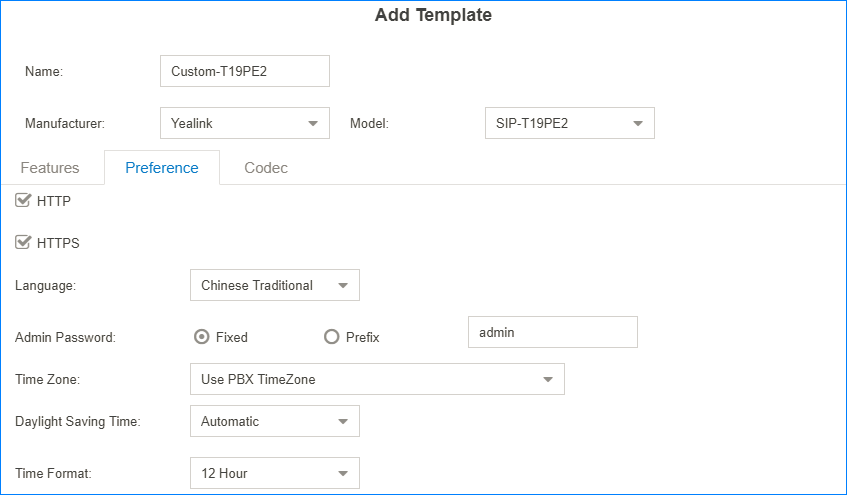 Add Template
Name: Custom-T19PE2
Manufacturer: Yealink Model: SIP-T19PE2
Features Preference Codec
HTTP
HTTPS
Language: Chinese Traditional
Admin Password: Fixed Prefix admin
Time Zone: Use PBX TimeZone
Daylight Saving Time: Automatic
Time Format: 12 Hour